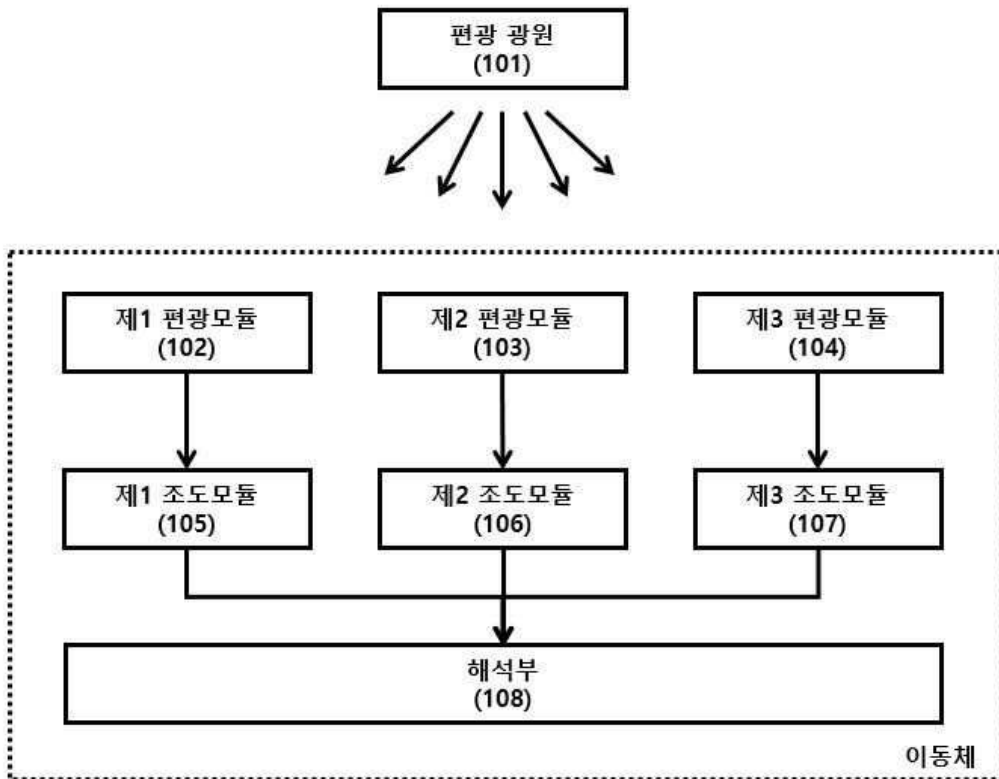 편광 광원
(101)
제1 편광모듈
(102)
제2 편광모듈
(103)
제3 편광모듈
(104)
제1 조도모듈
(105)
제2 조도모듈
(106)
제3 조도모듈
(107)
해석부
(108)
이동체